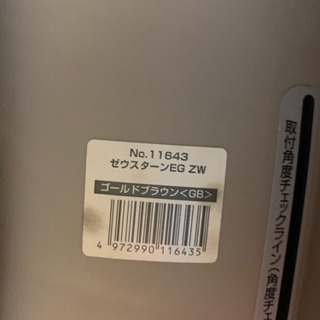 No.11643
ゼウスターンEG ZW
ゴールドブラウン<GB>
4 972990 116435
取付角度チェックライン(角度チェ